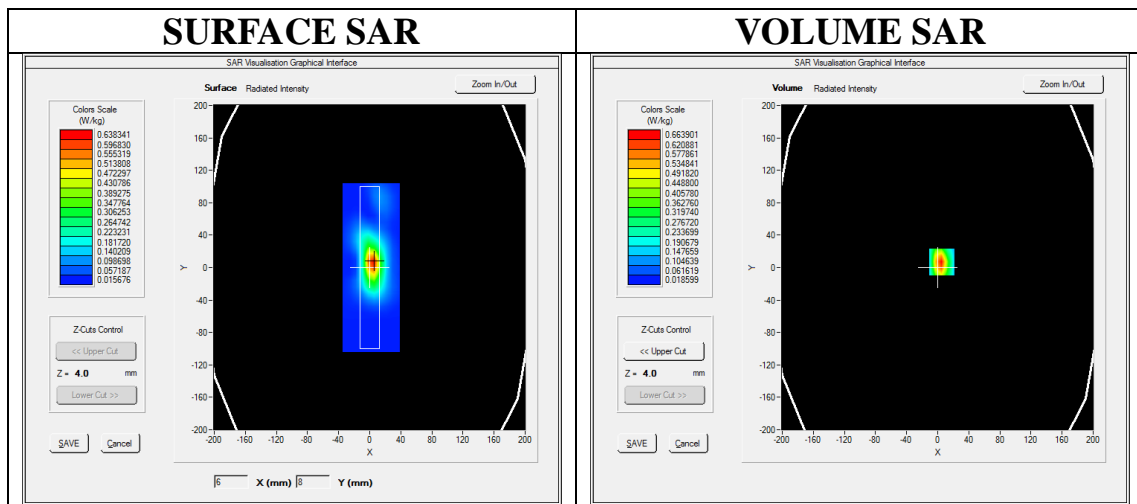 SURFACE SAR
VOLUME SAR
SAR Visualisation Graphical Interface
Surface Radiated Intensity
Zoom In/Out
Colors Scale
(W/kg)
0.638341
0.596830
0.555319
0.513808
0.472297
0.430786
0.389275
0.347764
0.306253
0.264742
0.223231
0.181720
0.140209
0.098698
0.057187
0.015676
Z-Cuts Control
<< Upper Cut
Z = 4.0 mm
Lower Cut >>
SAVE Cancel
200
160
120
80
40
0
-40
-80
-120
-160
-200
Y
-200 -160 -120 -80 -40 0 40 80 120 160 200
X
6 X (mm) 8 Y (mm)
SAR Visualisation Graphical Interface
Volume Radiated Intensity
Zoom In/Out
Colors Scale
(W/kg)
0.663901
0.620881
0.577861
0.534841
0.491820
0.448800
0.405780
0.362760
0.319740
0.276720
0.233699
0.190679
0.147659
0.104639
0.061619
0.018599
Z-Cuts Control
<< Upper Cut
Z = 4.0 mm
Lower Cut >>
SAVE Cancel
200
160
120
80
40
0
-40
-80
-120
-160
-200
Y
-200 -160 -120 -80 -40 0 40 80 120 160 200
X